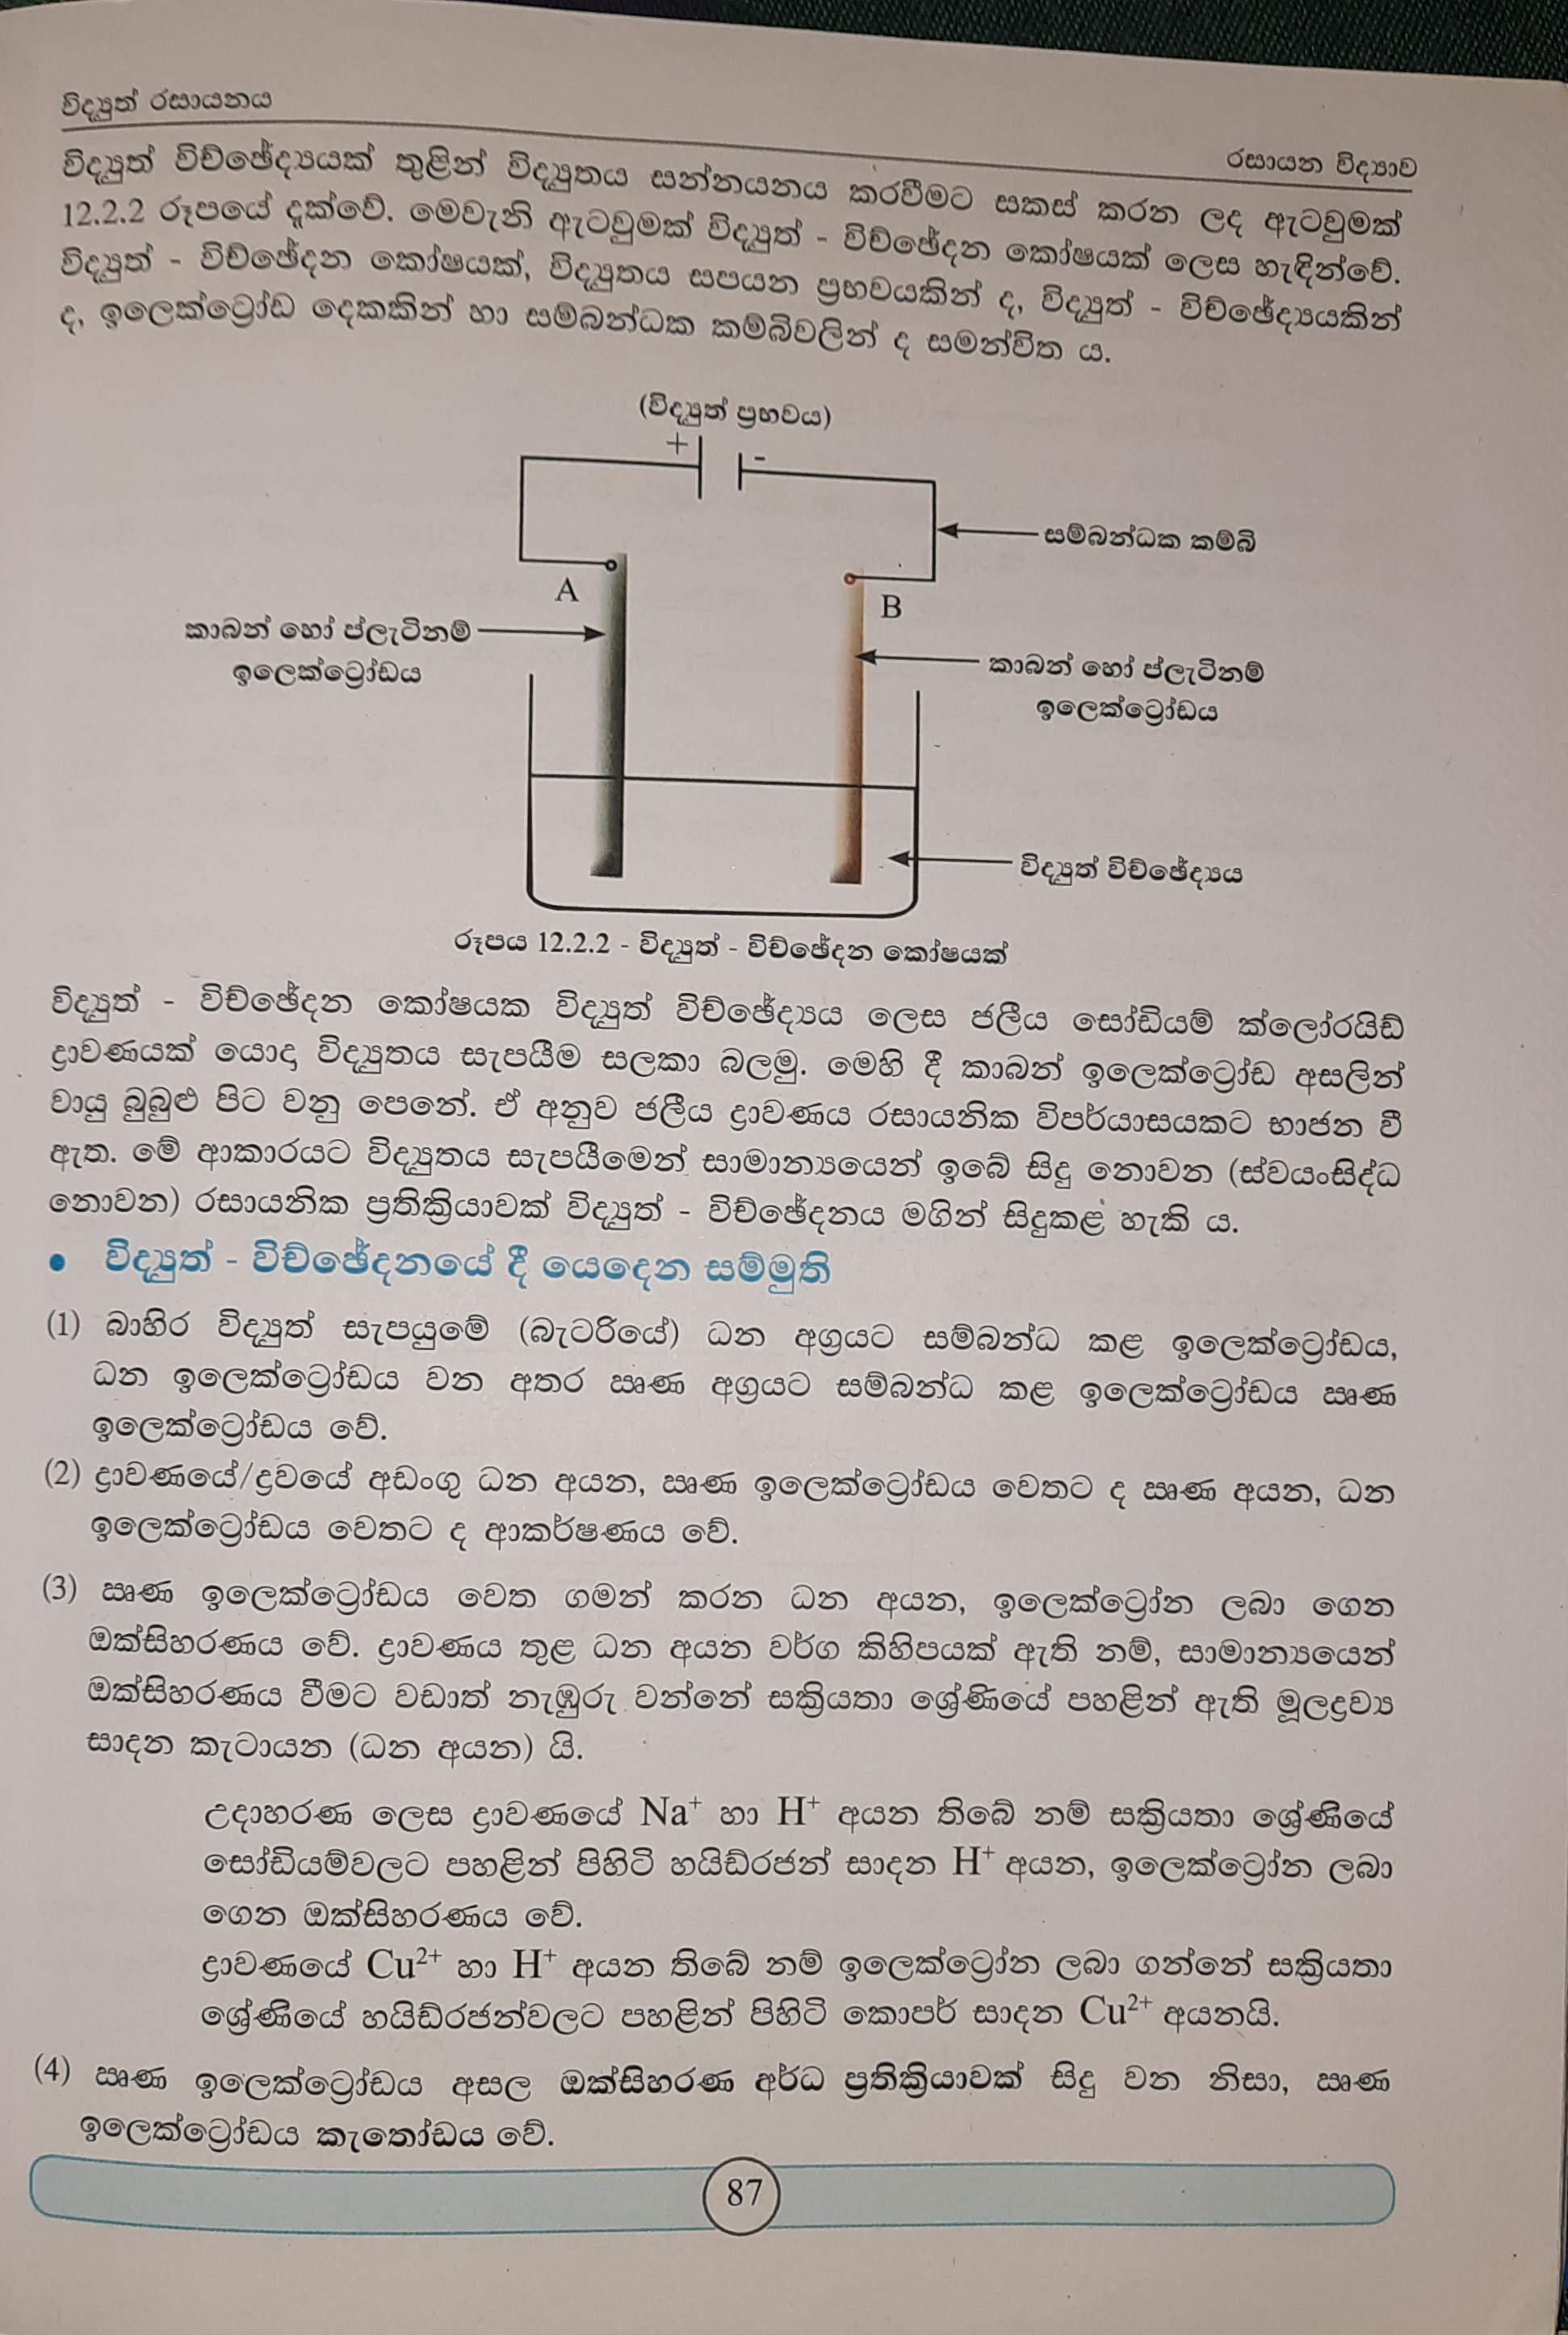 විද්‍යුත් රසායනය
රසායන විද්‍යාව
විද්‍යුත් විච්ඡේද්‍යයක් තුළින් විද්‍යුතය සන්නයනය කරවීමට සකස් කරන ලද ඇටවුමක්
12.2.2 රූපයේ දැක්වේ. මෙවැනි ඇටවුමක් විද්‍යුත් - විච්ඡේදන කෝෂයක් ලෙස හැඳින්වේ.
විද්‍යුත් - විච්ඡේදන කෝෂයක්, විද්‍යුතය සපයන ප්‍රභවයකින් ද, විද්‍යුත් - විච්ඡේද්‍යයකින්
ද, ඉලෙක්ට්‍රෝඩ දෙකකින් හා සම්බන්ධක කම්බිවලින් ද සමන්විත ය.
(විද්‍යුත් ප්‍රභවය)
+ -
සම්බන්ධක කම්බි
A
B
කාබන් හෝ ප්ලැටිනම්
ඉලෙක්ට්‍රෝඩය
කාබන් හෝ ප්ලැටිනම්
ඉලෙක්ට්‍රෝඩය
විද්‍යුත් විච්ඡේද්‍යය
රූපය 12.2.2 - විද්‍යුත් - විච්ඡේදන කෝෂයක්
විද්‍යුත් - විච්ඡේදන කෝෂයක විද්‍යුත් විච්ඡේද්‍යය ලෙස ජලීය සෝඩියම් ක්ලෝරයිඩ්
ද්‍රාවණයක් යොදා විද්‍යුතය සැපයීම සලකා බලමු. මෙහි දී කාබන් ඉලෙක්ට්‍රෝඩ අසලින්
වායු බුබුළු පිට වනු පෙනේ. ඒ අනුව ජලීය ද්‍රාවණය රසායනික විපර්යාසයකට භාජන වී
ඇත. මේ ආකාරයට විද්‍යුතය සැපයීමෙන් සාමාන්‍යයෙන් ඉබේ සිදු නොවන (ස්වයංසිද්ධ
නොවන) රසායනික ප්‍රතික්‍රියාවක් විද්‍යුත් - විච්ඡේදනය මගින් සිදුකළ හැකි ය.
• විද්‍යුත් - විච්ඡේදනයේ දී යෙදෙන සම්මුති
(1) බාහිර විද්‍යුත් සැපයුමේ (බැටරියේ) ධන අග්‍රයට සම්බන්ධ කළ ඉලෙක්ට්‍රෝඩය,
ධන ඉලෙක්ට්‍රෝඩය වන අතර සෘණ අග්‍රයට සම්බන්ධ කළ ඉලෙක්ට්‍රෝඩය සෘණ
ඉලෙක්ට්‍රෝඩය වේ.
(2) ද්‍රාවණයේ/ද්‍රවයේ අඩංගු ධන අයන, සෘණ ඉලෙක්ට්‍රෝඩය වෙතට ද සෘණ අයන, ධන
ඉලෙක්ට්‍රෝඩය වෙතට ද ආකර්ෂණය වේ.
(3) සෘණ ඉලෙක්ට්‍රෝඩය වෙත ගමන් කරන ධන අයන, ඉලෙක්ට්‍රෝන ලබා ගෙන
ඔක්සිහරණය වේ. ද්‍රාවණය තුළ ධන අයන වර්ග කිහිපයක් ඇති නම්, සාමාන්‍යයෙන්
ඔක්සිහරණය වීමට වඩාත් නැඹුරු වන්නේ සක්‍රියතා ශ්‍රේණියේ පහළින් ඇති මූලද්‍රව්‍ය
සාදන කැටායන (ධන අයන) යි.
උදාහරණ ලෙස ද්‍රාවණයේ Na⁺ හා H⁺ අයන තිබේ නම් සක්‍රියතා ශ්‍රේණියේ
සෝඩියම්වලට පහළින් පිහිටි හයිඩ්රජන් සාදන H⁺ අයන, ඉලෙක්ට්‍රෝන ලබා
ගෙන ඔක්සිහරණය වේ.
ද්‍රාවණයේ Cu²⁺ හා H⁺ අයන තිබේ නම් ඉලෙක්ට්‍රෝන ලබා ගන්නේ සක්‍රියතා
ශ්‍රේණියේ හයිඩ්රජන්වලට පහළින් පිහිටි කොපර් සාදන Cu²⁺ අයනයි.
(4) සෘණ ඉලෙක්ට්‍රෝඩය අසල ඔක්සිහරණ අර්ධ ප්‍රතික්‍රියාවක් සිදු වන නිසා, සෘණ
ඉලෙක්ට්‍රෝඩය කැතෝඩය වේ.
87